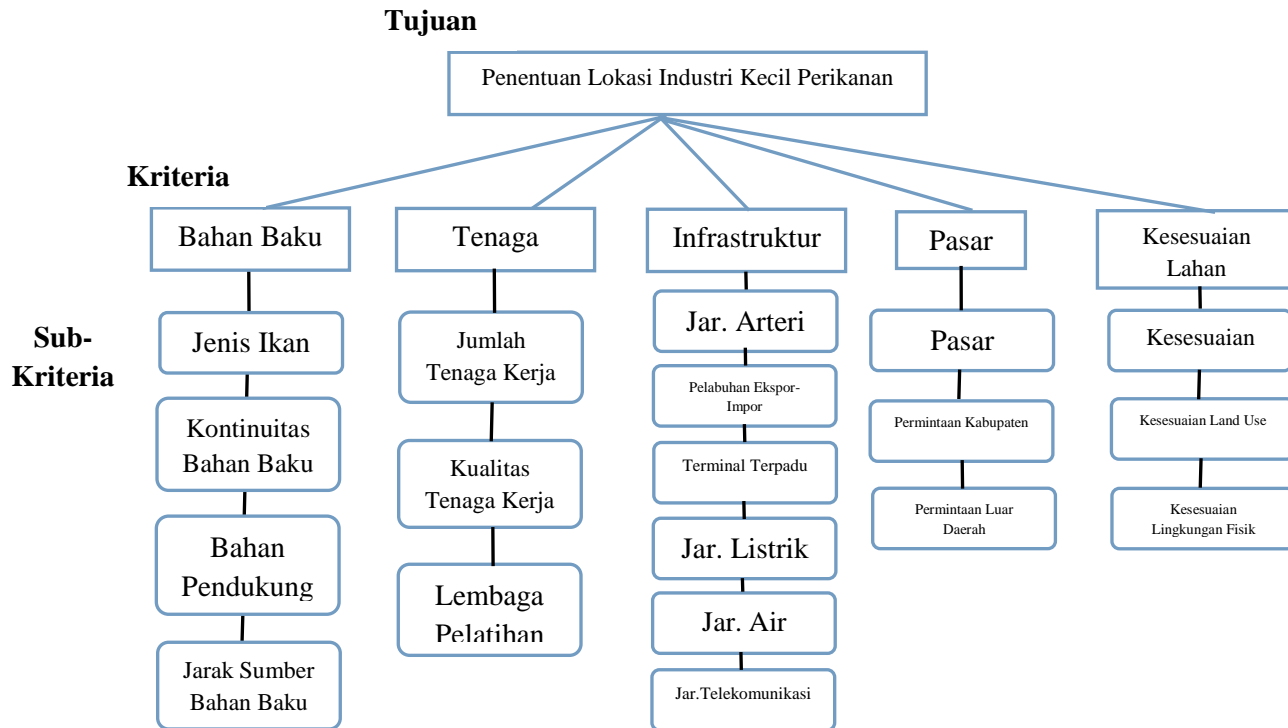 Tujuan
Penentuan Lokasi Industri Kecil Perikanan
Kriteria
Bahan Baku
Tenaga
Infrastruktur
Pasar
Kesesuaian
Lahan
Sub-
Kriteria
Jenis Ikan
Kontinuitas
Bahan Baku
Bahan
Pendukung
Jarak Sumber
Bahan Baku
Jumlah
Tenaga Kerja
Kualitas
Tenaga Kerja
Lembaga
Pelatihan
Jar. Arteri
Pelabuhan Ekspor-
Impor
Terminal Terpadu
Jar. Listrik
Jar. Air
Jar.Telekomunikasi
Pasar
Permintaan Kabupaten
Permintaan Luar
Daerah
Kesesuaian
Kesesuaian Land Use
Kesesuaian
Lingkungan Fisik